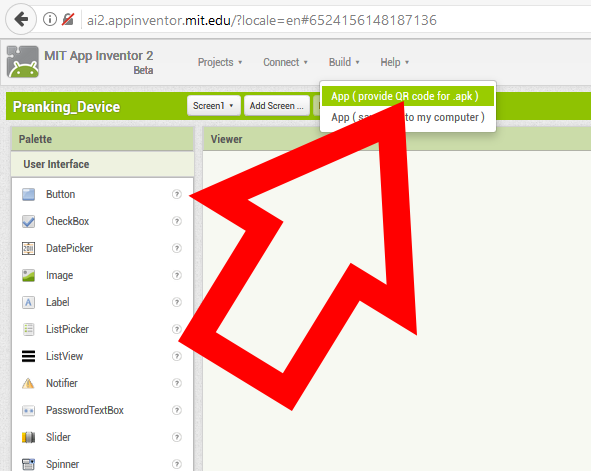 ai2.appinventor.mit.edu/?locale=en#6524156148187136
MIT App Inventor 2
Beta
Projects Connect Build Help
App ( provide QR code for .apk )
App ( to my computer )
Pranking_Device Screen1 Add Screen ...
Palette Viewer
User Interface
Button ?
CheckBox ?
DatePicker ?
Image ?
Label ?
ListPicker ?
ListView ?
Notifier ?
PasswordTextBox ?
Slider ?
Spinner ?